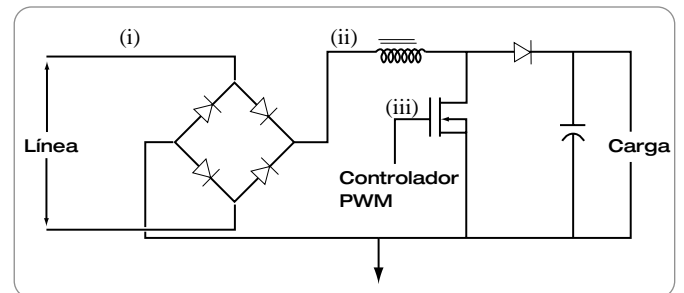 (i)
(ii)
(iii)
Línea
Carga
Controlador
PWM